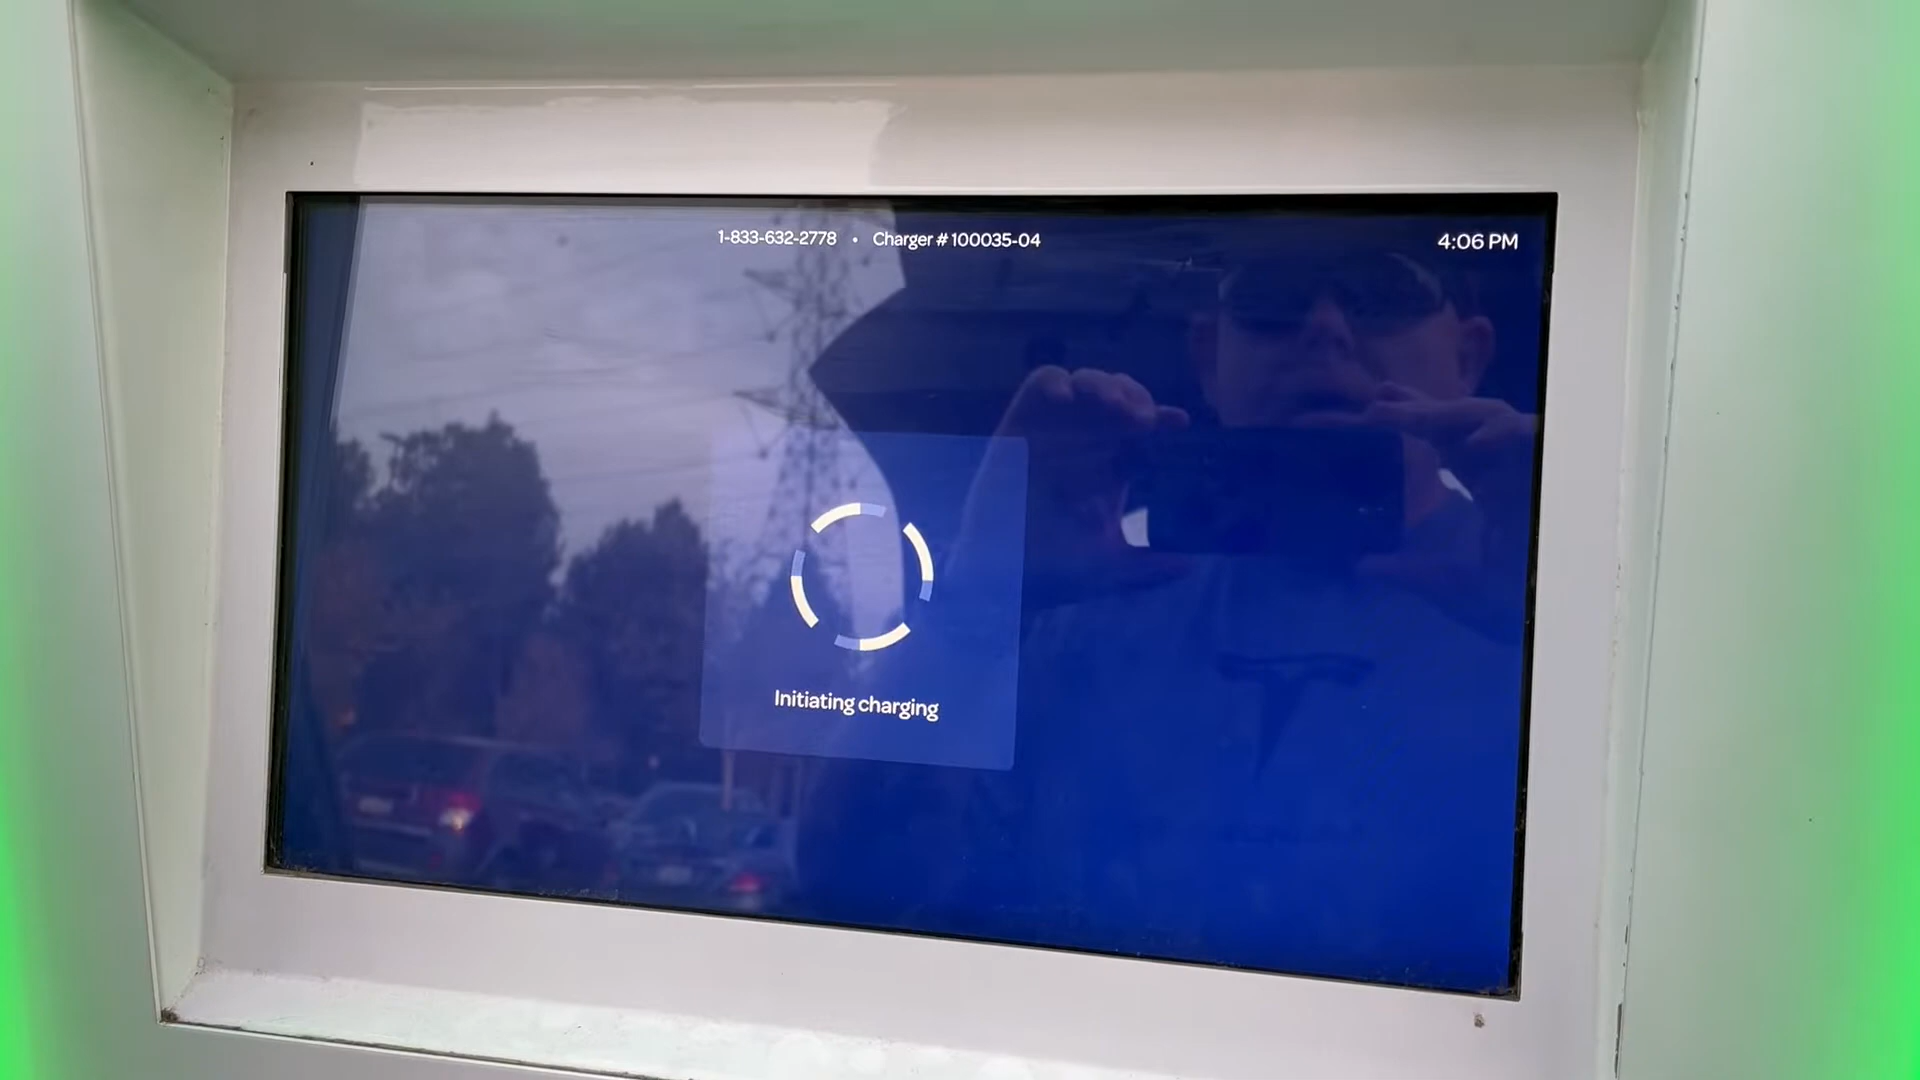 1-833-632-2778 • Charger # 100035-04
4:06 PM
Initiating charging